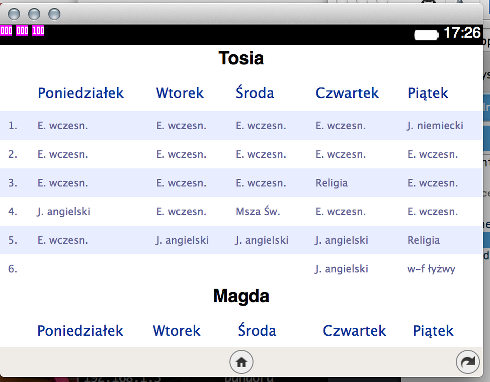 17:26
Tosia
Poniedziałek Wtorek Środa Czwartek Piątek
1. E. wczesn. E. wczesn. E. wczesn. E. wczesn. J. niemiecki
2. E. wczesn. E. wczesn. E. wczesn. E. wczesn. E. wczesn.
3. E. wczesn. E. wczesn. E. wczesn. Religia E. wczesn.
4. J. angielski E. wczesn. Msza Św. E. wczesn. E. wczesn.
5. E. wczesn. J. angielski J. angielski J. angielski Religia
6. J. angielski w-f łyżwy
Magda
Poniedziałek Wtorek Środa Czwartek Piątek